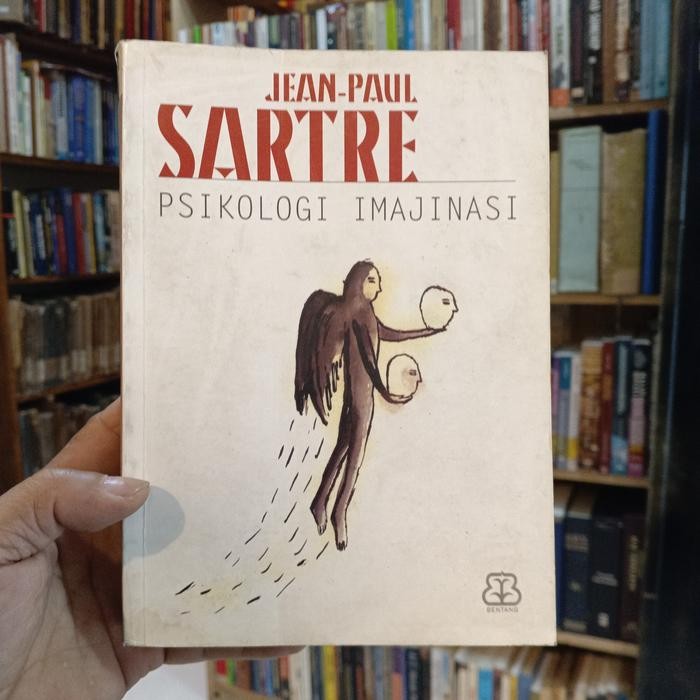 JEAN-PAUL
SARTRE
PSIKOLOGI IMAJINASI
BENTANG